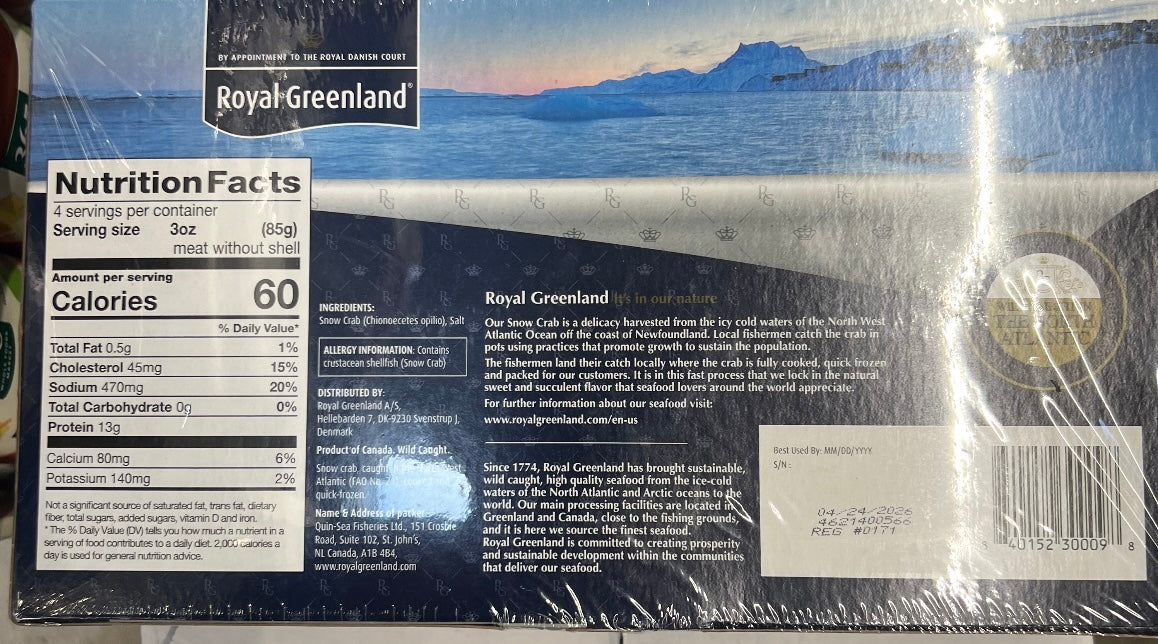 BY APPOINTMENT TO THE ROYAL DANISH COURT
Royal Greenland®
Nutrition Facts
4 servings per container
Serving size 3oz (85g)
meat without shell
Amount per serving
Calories 60
% Daily Value*
Total Fat 0.5g 1%
Cholesterol 45mg 15%
Sodium 470mg 20%
Total Carbohydrate 0g 0%
Protein 13g
Calcium 80mg 6%
Potassium 140mg 2%
Not a significant source of saturated fat, trans fat, dietary
fiber, total sugars, added sugars, vitamin D and iron.
* The % Daily Value (DV) tells you how much a nutrient in a
serving of food contributes to a daily diet. 2,000 calories a
day is used for general nutrition advice.
INGREDIENTS:
Snow Crab (Chionoecetes opilio), Salt
ALLERGY INFORMATION: Contains
crustacean shellfish (Snow Crab)
DISTRIBUTED BY:
Royal Greenland A/S,
Hellebarden 7, DK-9230 Svenstrup J,
Denmark
Product of Canada. Wild Caught.
Snow crab, caught West
Atlantic (FAO No.
quick-frozen.
Name & Address of packer:
Quin-Sea Fisheries Ltd., 151 Crosbie
Road, Suite 102, St. John's,
NL Canada, A1B 4B4,
www.royalgreenland.com
Royal Greenland It's in our nature
Our Snow Crab is a delicacy harvested from the icy cold waters of the North West
Atlantic Ocean off the coast of Newfoundland. Local fishermen catch the crab in
pots using practices that promote growth to sustain the population.
The fishermen land their catch locally where the crab is fully cooked, quick frozen
and packed for our customers. It is in this fast process that we lock in the natural
sweet and succulent flavor that seafood lovers around the world appreciate.
For further information about our seafood visit:
www.royalgreenland.com/en-us
Since 1774, Royal Greenland has brought sustainable,
wild caught, high quality seafood from the ice-cold
waters of the North Atlantic and Arctic oceans to the
world. Our main processing facilities are located in
Greenland and Canada, close to the fishing grounds,
and it is here we source the finest seafood.
Royal Greenland is committed to creating prosperity
and sustainable development within the communities
that deliver our seafood.
ATLANTIC
Best Used By: MM/DD/YYYY
S/N:
04/24/2026
4621400566
REG #0171
8 40152 30009 8